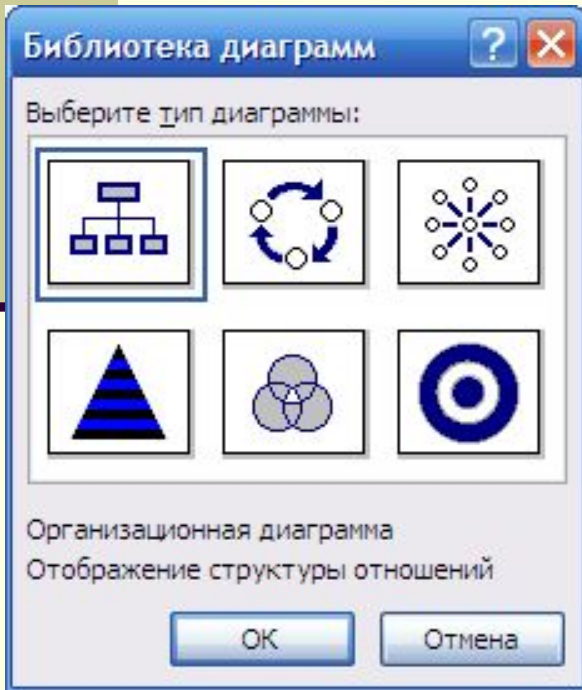 Библиотека диаграмм
Выберите тип диаграммы:
Организационная диаграмма
Отображение структуры отношений
ОК
Отмена